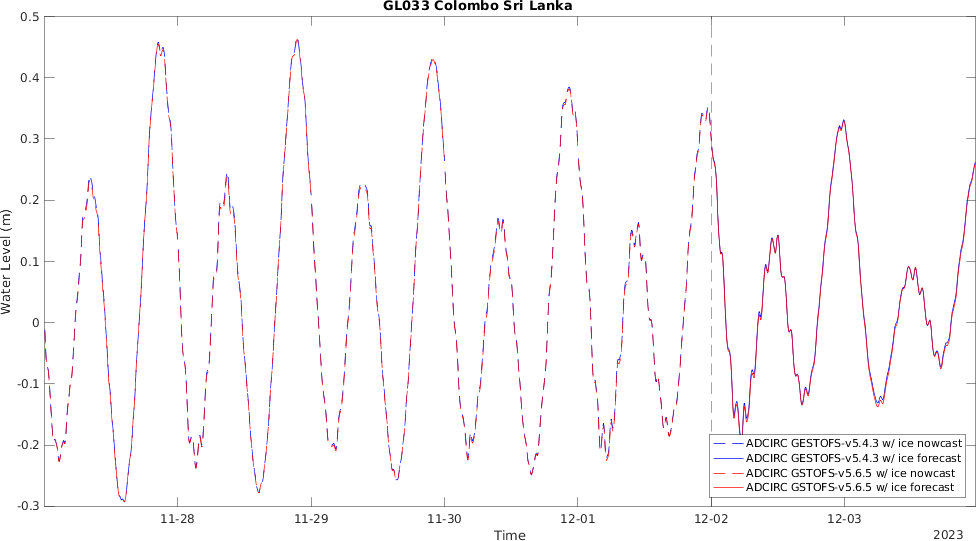 GL033 Colombo Sri Lanka
0.5
0.4
0.3
0.2
0.1
0
-0.1
-0.2
-0.3
Water Level (m)
11-28
11-29
11-30
12-01
12-02
12-03
Time
2023
ADCIRC GESTOFS-v5.4.3 w/ ice nowcast
ADCIRC GESTOFS-v5.4.3 w/ ice forecast
ADCIRC GSTOFS-v5.6.5 w/ ice nowcast
ADCIRC GSTOFS-v5.6.5 w/ ice forecast